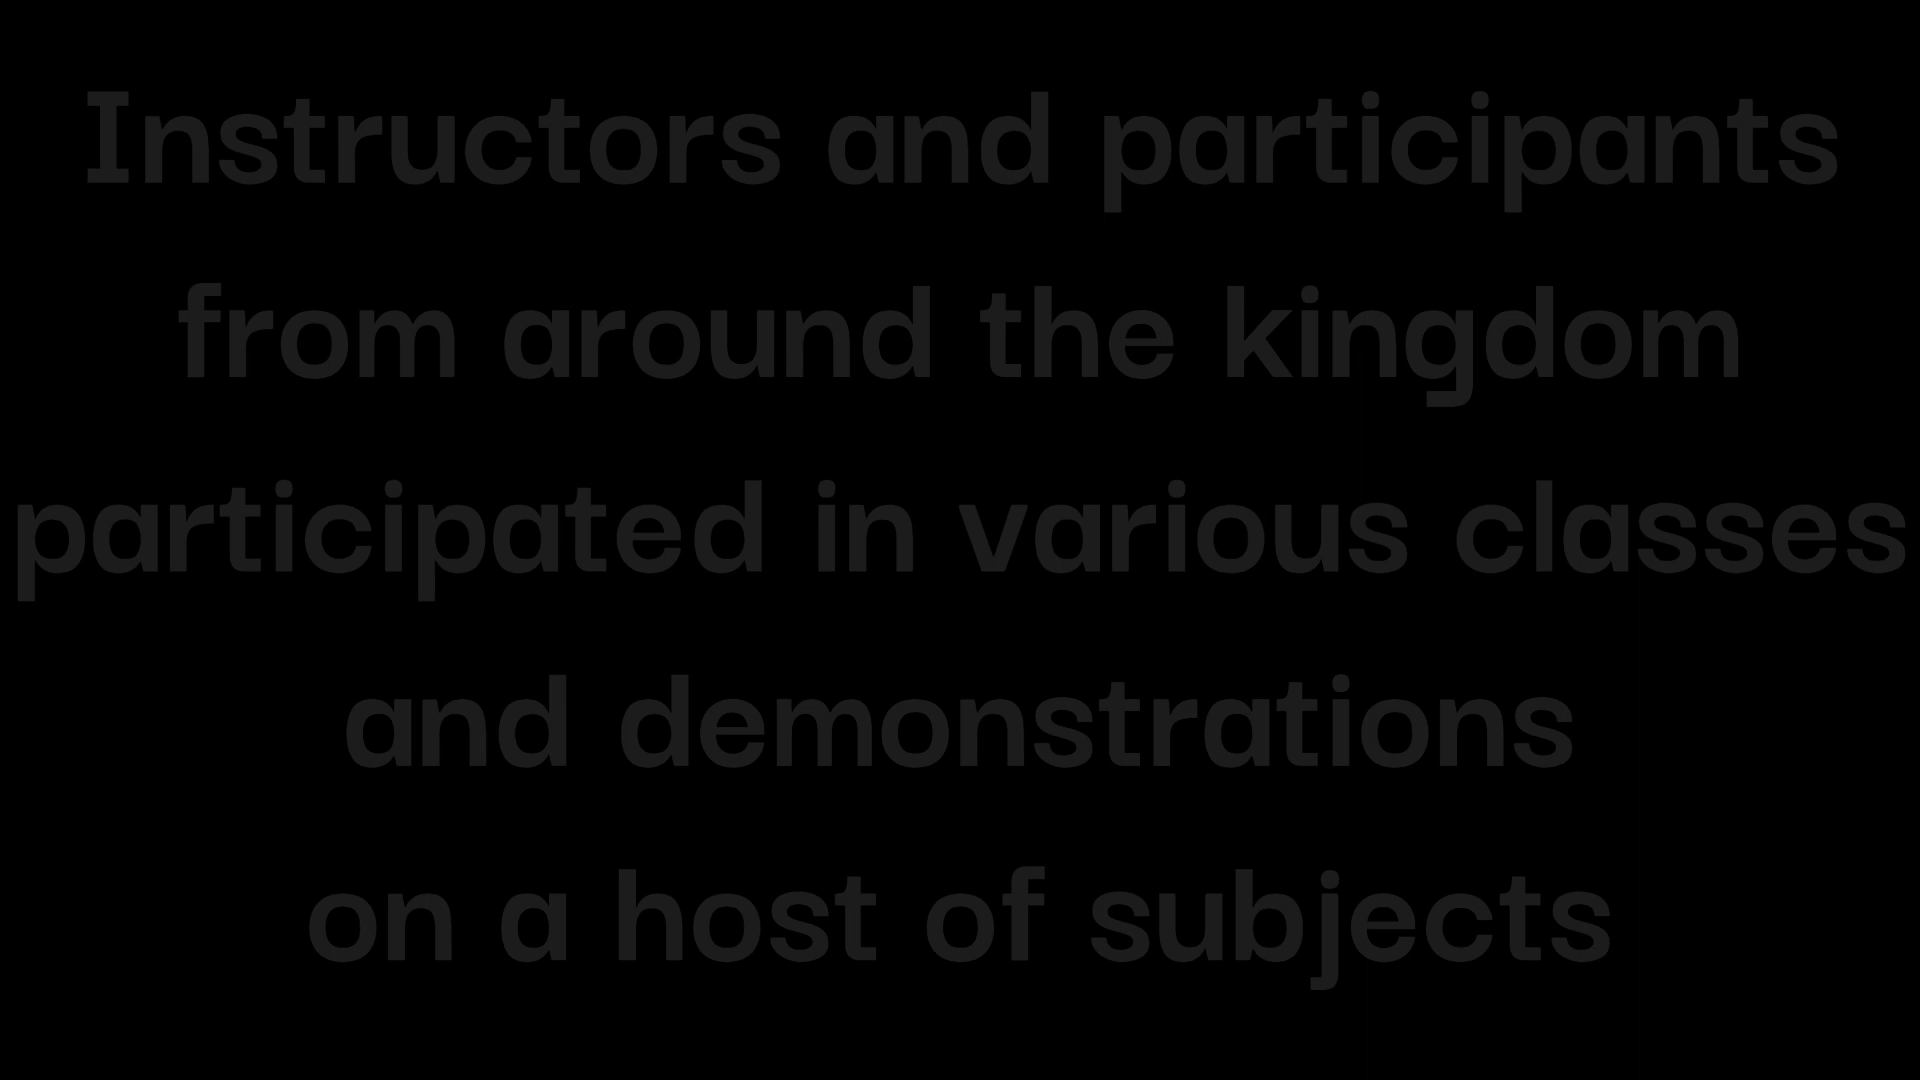 Instructors and participants
from around the kingdom
participated in various classes
and demonstrations
on a host of subjects